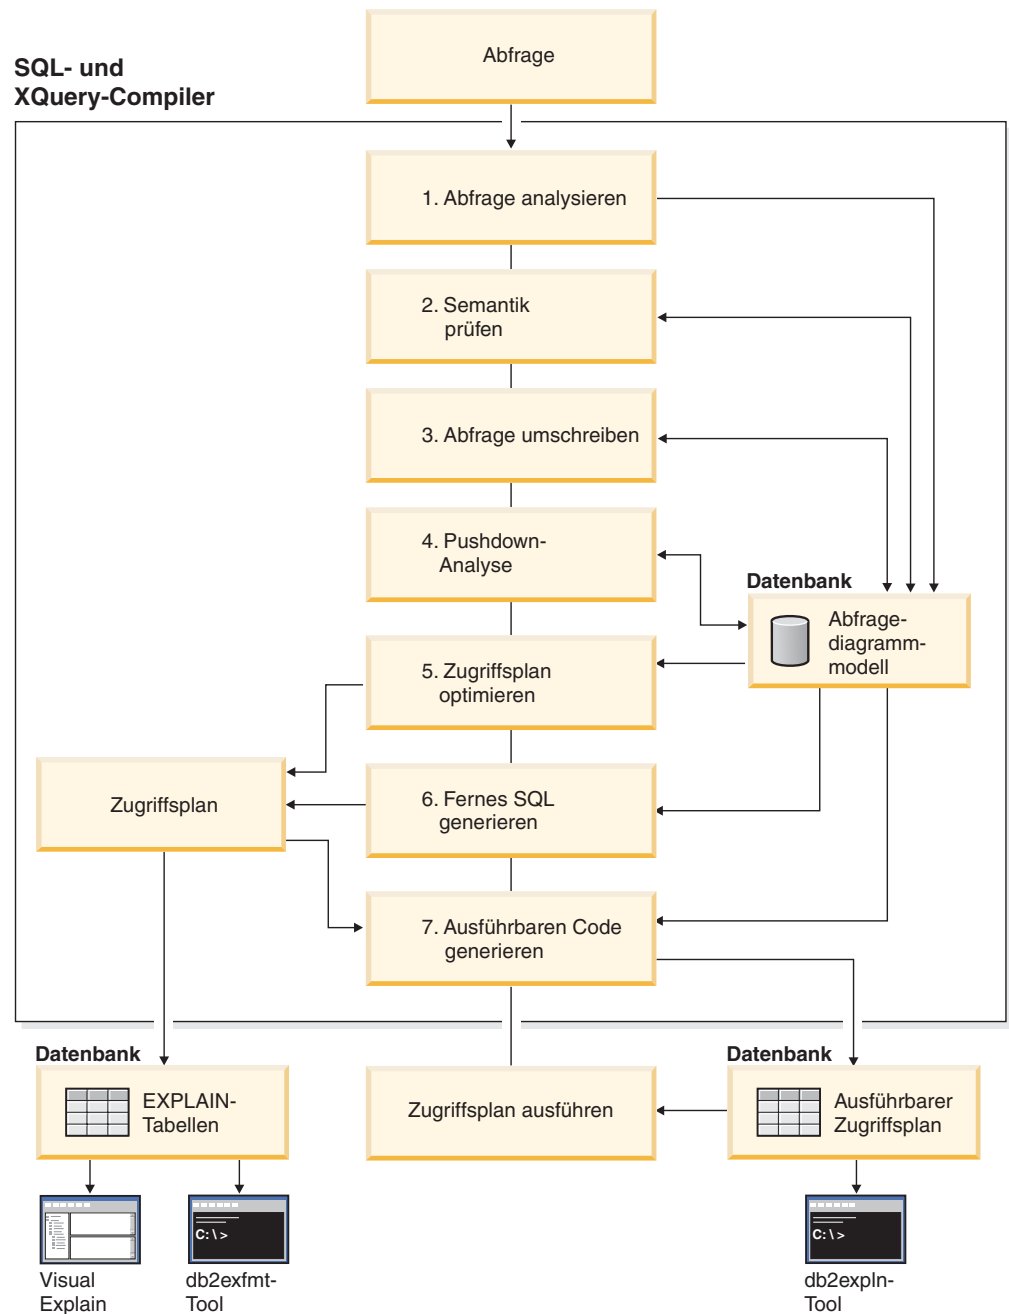 Abfrage
SQL- und
XQuery-Compiler
1. Abfrage analysieren
2. Semantik
prüfen
3. Abfrage umschreiben
4. Pushdown-
Analyse
Datenbank
Abfrage-
diagramm-
modell
5. Zugriffsplan
optimieren
Zugriffsplan
6. Fernes SQL
generieren
7. Ausführbaren Code
generieren
Datenbank
EXPLAIN-
Tabellen
Zugriffsplan ausführen
Datenbank
Ausführbarer
Zugriffsplan
C: \ >
C: \ >
Visual
Explain
db2exfmt-
Tool
db2expln-
Tool